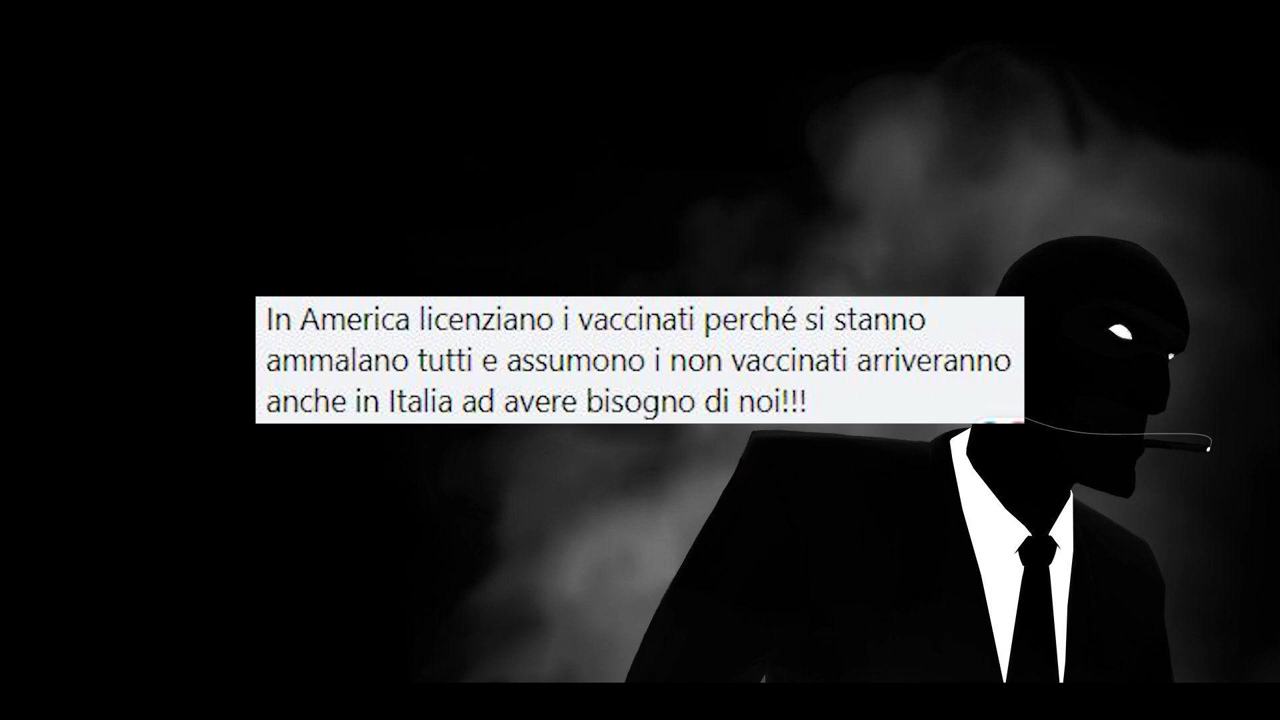 In America licenziano i vaccinati perché si stanno
ammalano tutti e assumono i non vaccinati arriveranno
anche in Italia ad avere bisogno di noi!!!